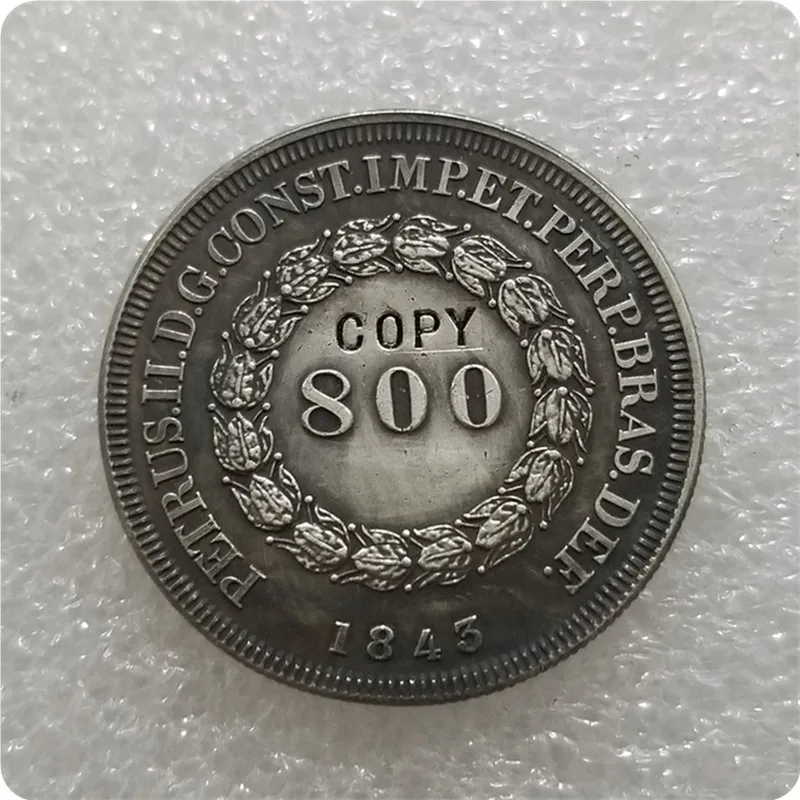 PETRUS.II.D.G.CONST.IMP.ET.PERP.BRAS.DEF.
COPY
800
1843